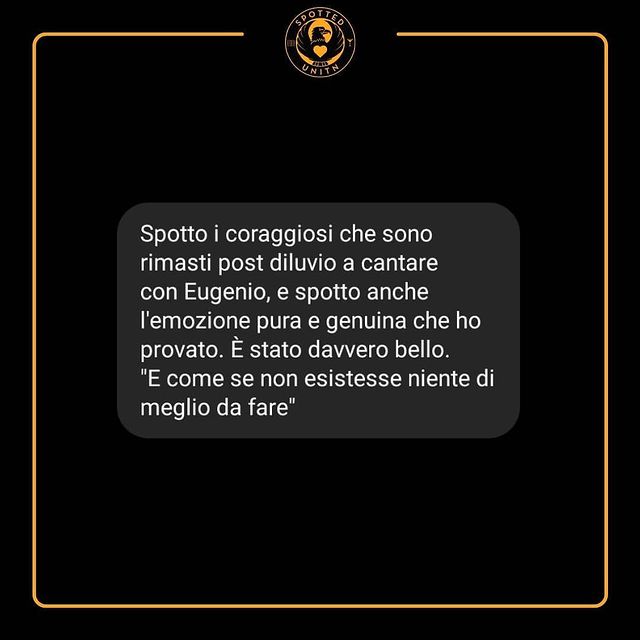 SPOTTED
UNITN
Spotto i coraggiosi che sono
rimasti post diluvio a cantare
con Eugenio, e spotto anche
l'emozione pura e genuina che ho
provato. È stato davvero bello.
"E come se non esistesse niente di
meglio da fare"